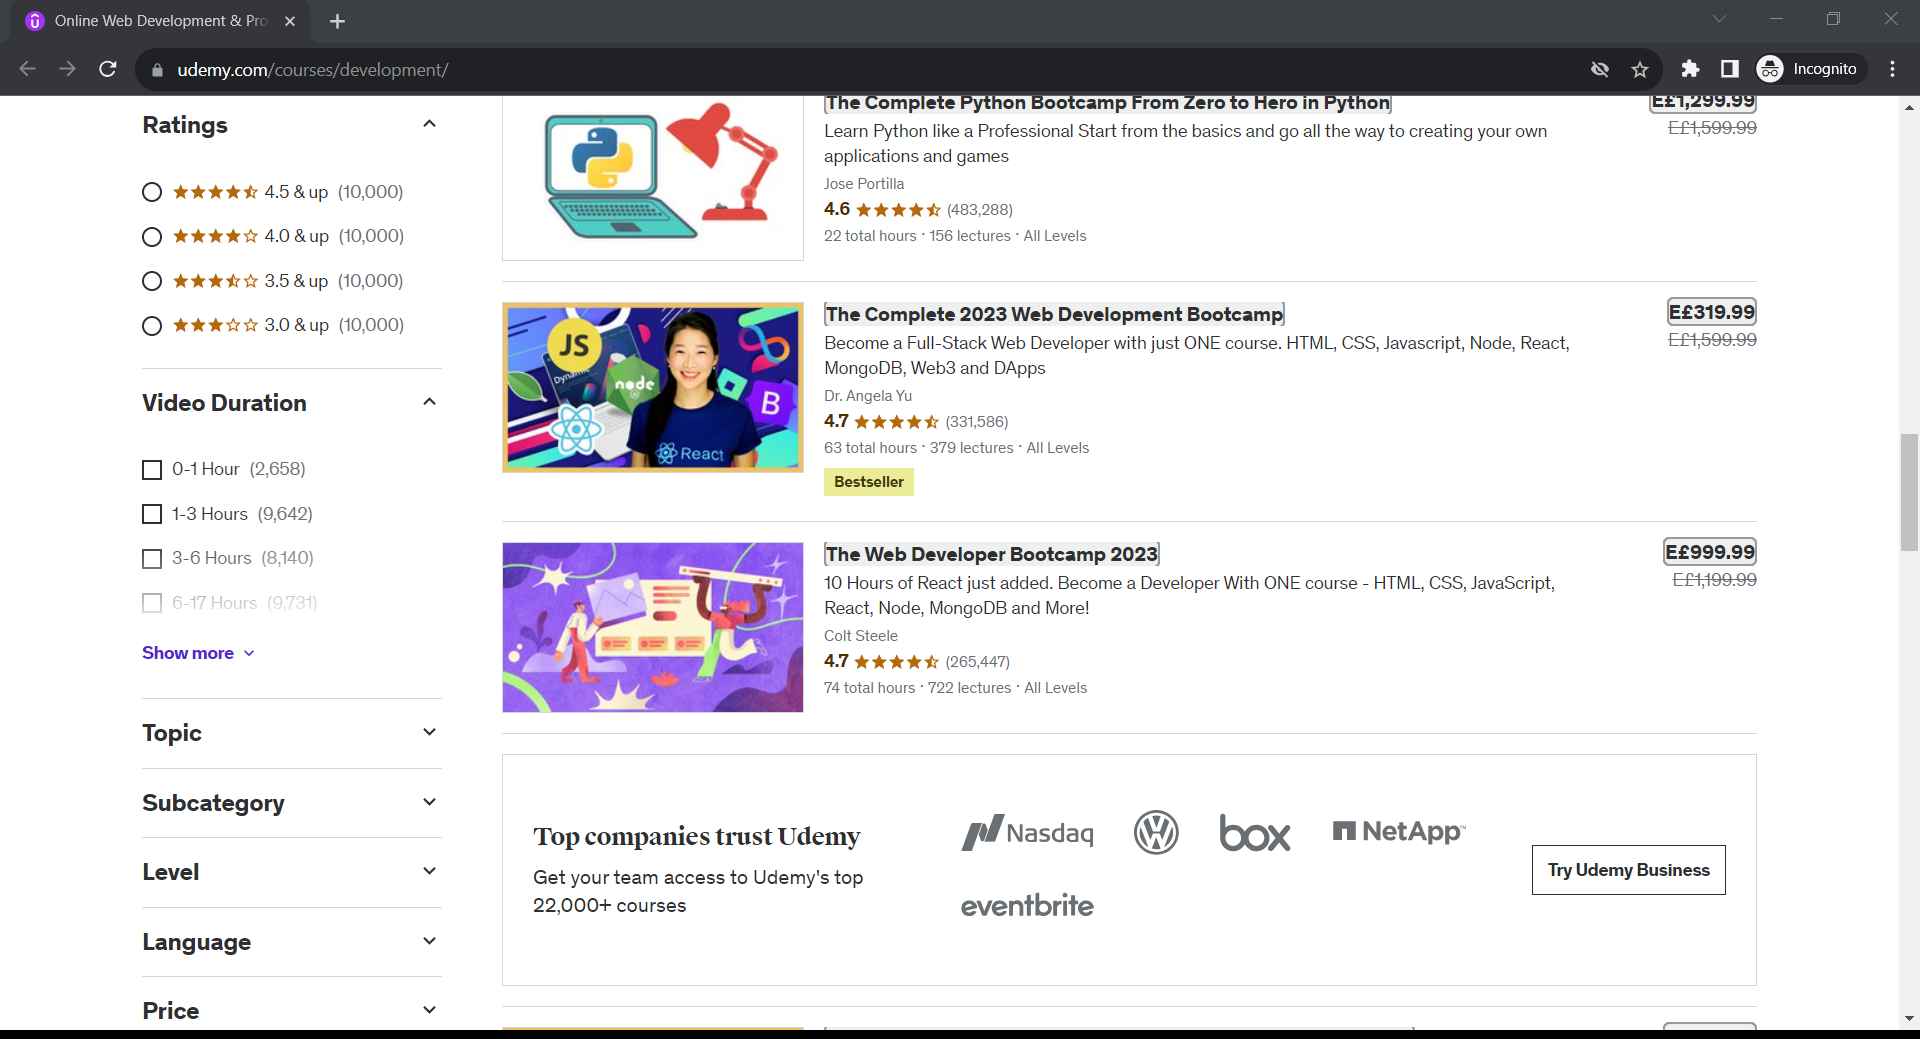 Online Web Development & Pro
udemy.com/courses/development/
Incognito
Ratings
4.5 & up (10,000)
4.0 & up (10,000)
3.5 & up (10,000)
3.0 & up (10,000)
Video Duration
0-1 Hour (2,658)
1-3 Hours (9,642)
3-6 Hours (8,140)
6-17 Hours (9,731)
Show more
Topic
Subcategory
Level
Language
Price
The Complete Python Bootcamp From Zero to Hero in Python
E£1,299.99
Learn Python like a Professional Start from the basics and go all the way to creating your own
E£1,599.99
applications and games
Jose Portilla
4.6 (483,288)
22 total hours · 156 lectures · All Levels
JS
node
React
B
The Complete 2023 Web Development Bootcamp
E£319.99
Become a Full-Stack Web Developer with just ONE course. HTML, CSS, Javascript, Node, React,
E£1,599.99
MongoDB, Web3 and DApps
Dr. Angela Yu
4.7 (331,586)
63 total hours · 379 lectures · All Levels
Bestseller
The Web Developer Bootcamp 2023
E£999.99
10 Hours of React just added. Become a Developer With ONE course - HTML, CSS, JavaScript,
E£1,199.99
React, Node, MongoDB and More!
Colt Steele
4.7 (265,447)
74 total hours · 722 lectures · All Levels
Top companies trust Udemy
Get your team access to Udemy's top
22,000+ courses
Nasdaq
box
NetApp
eventbrite
Try Udemy Business